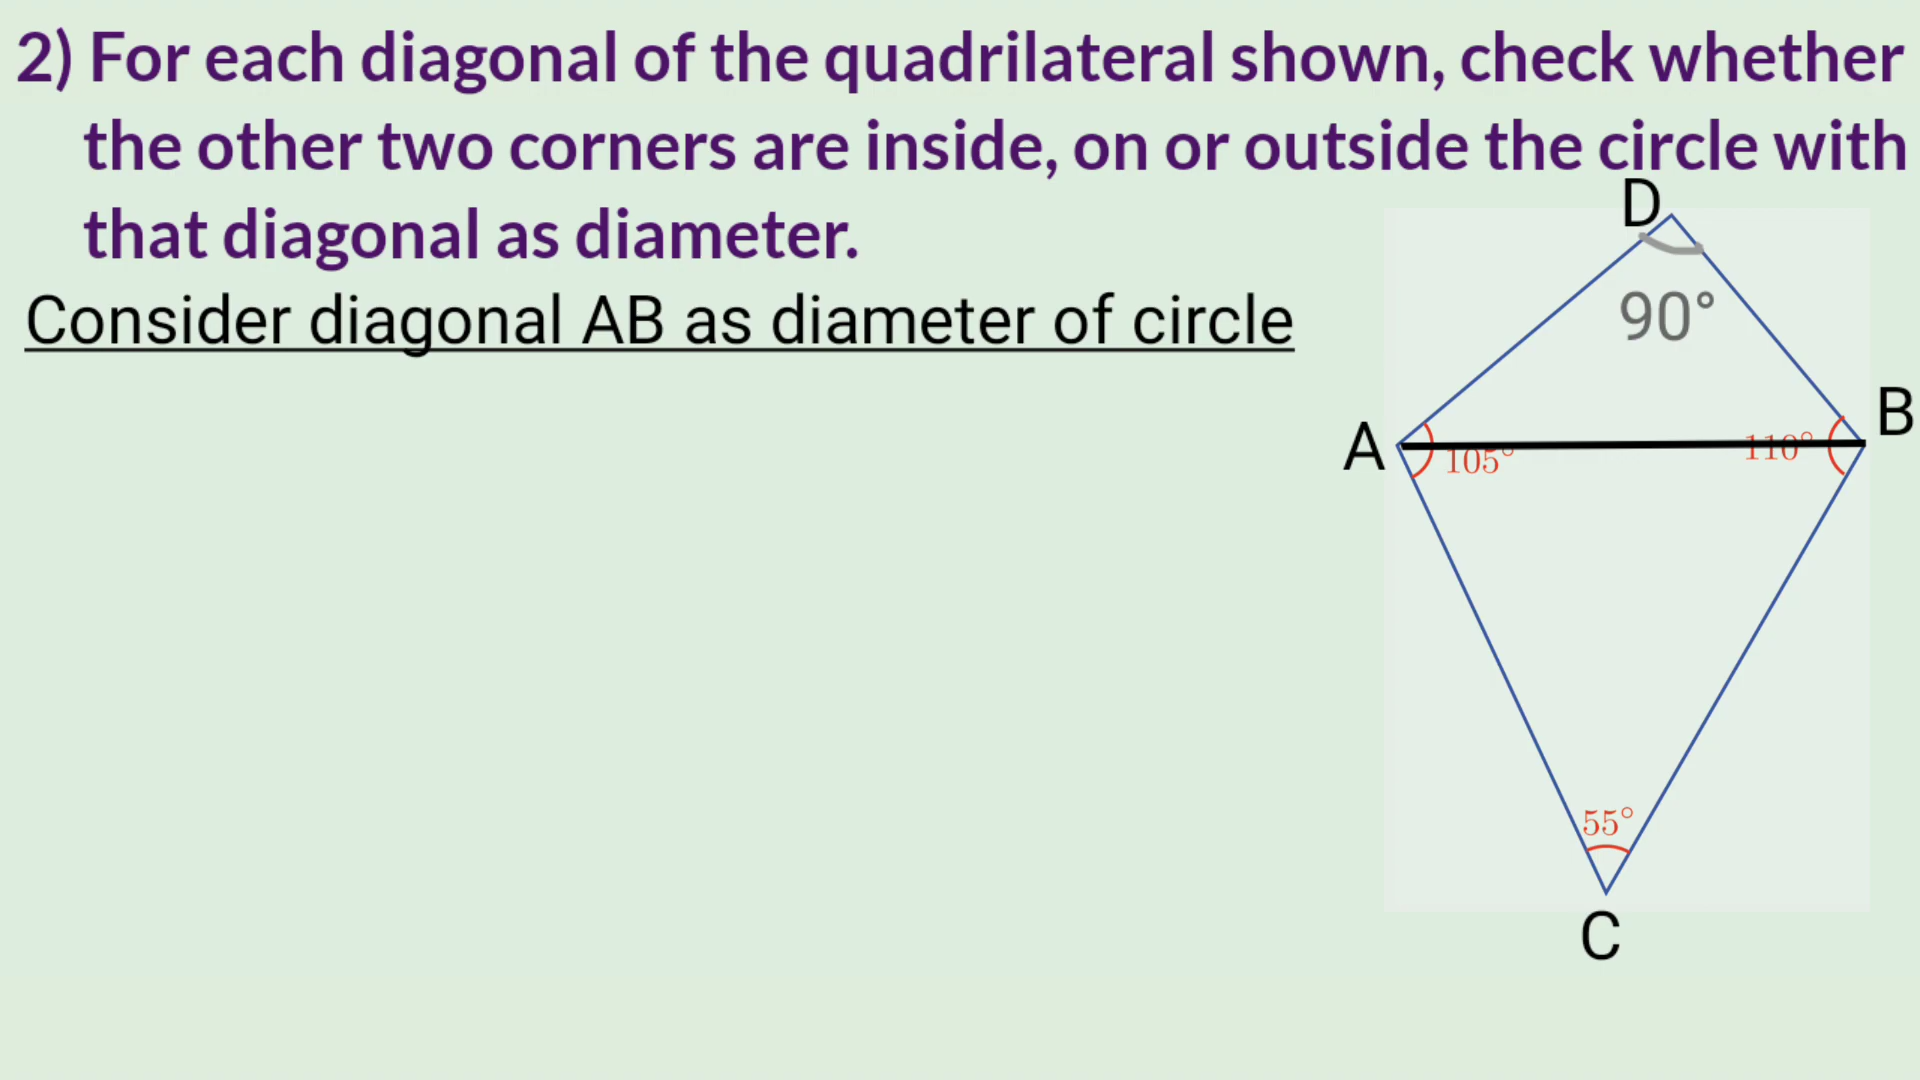 2) For each diagonal of the quadrilateral shown, check whether
the other two corners are inside, on or outside the circle with
that diagonal as diameter.
Consider diagonal AB as diameter of circle
D
90°
A
B
105°
110°
55°
C